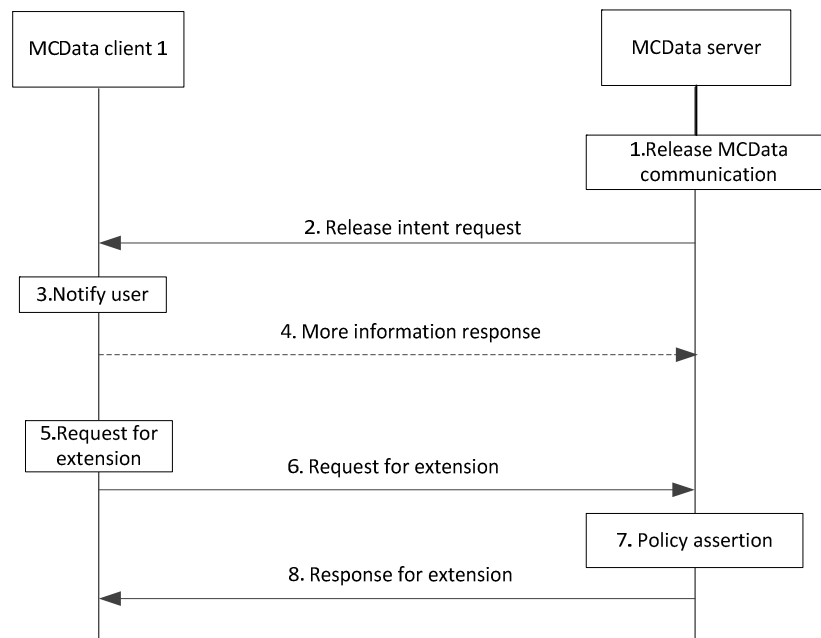 MCData client 1
MCData server
1.Release MCData
communication
2. Release intent request
3.Notify user
4. More information response
5.Request for
extension
6. Request for extension
7. Policy assertion
8. Response for extension